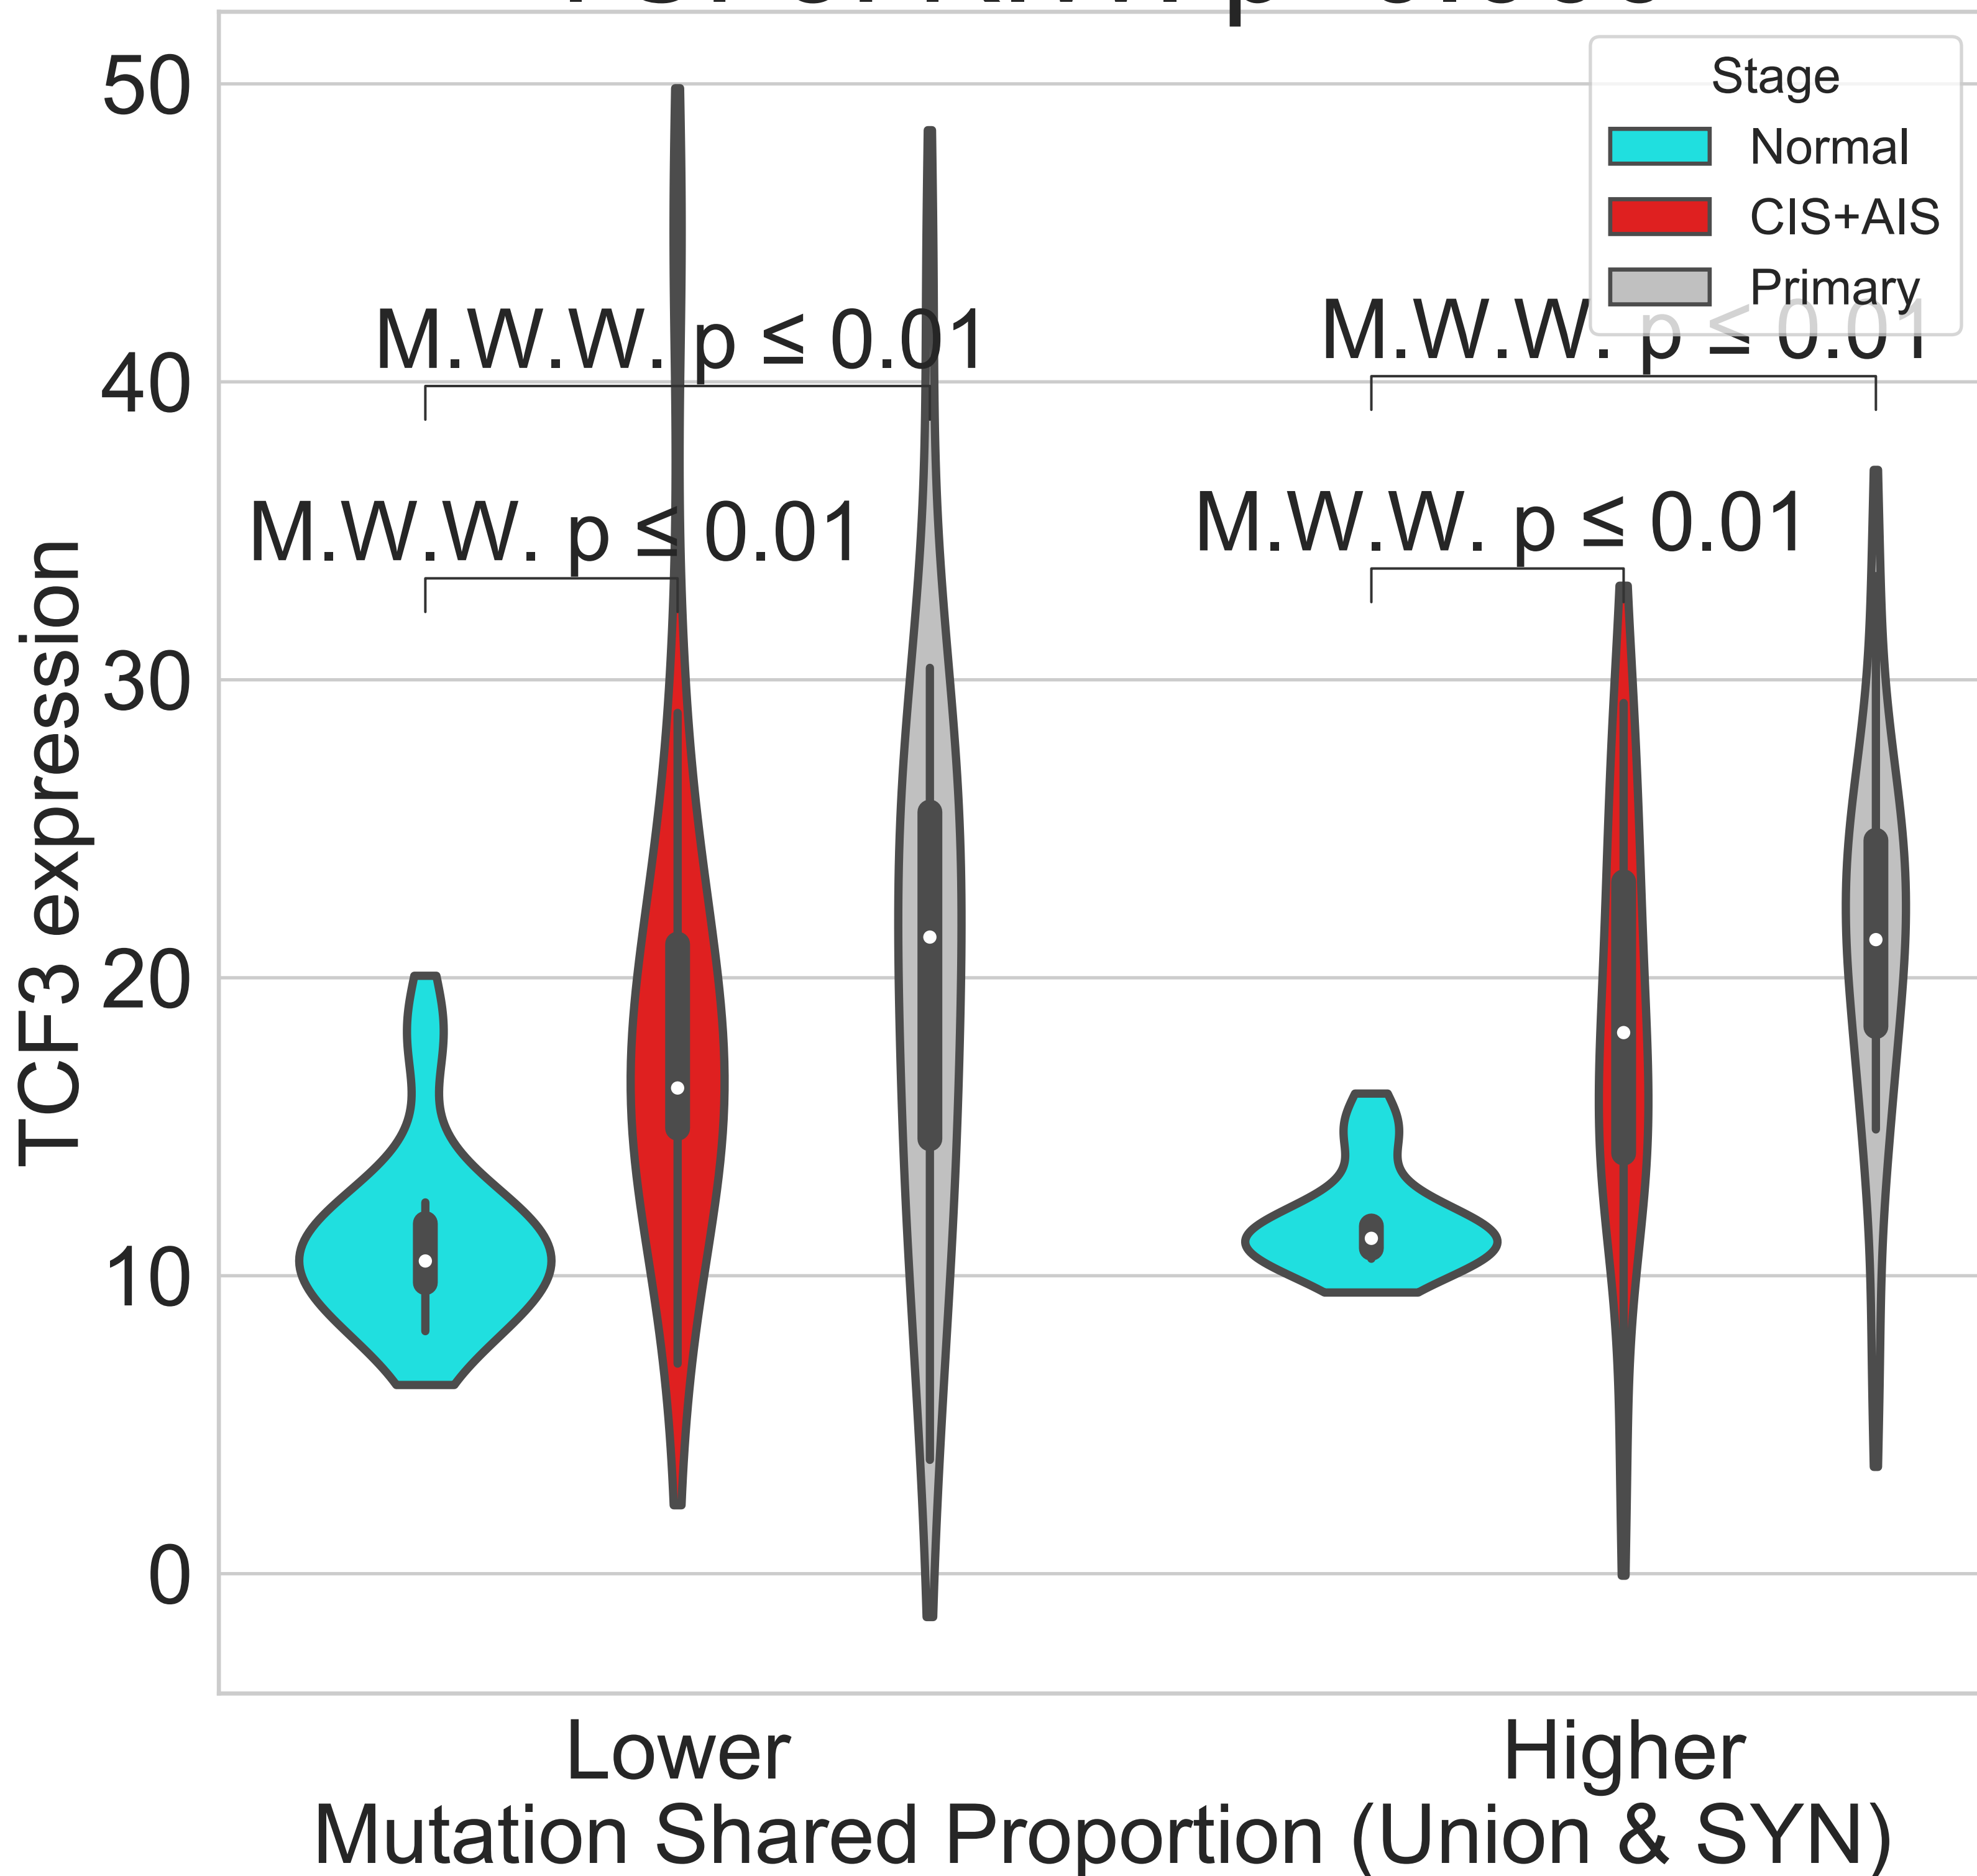 Stage
Normal
CIS+AIS
Primary
M.W.W. p ≤ 0.01
M.W.W. p ≤ 0.01
M.W.W. p ≤ 0.01
M.W.W. p ≤ 0.01
50
40
30
20
10
0
TCF3 expression
Lower
Higher
Mutation Shared Proportion (Union & SYN)